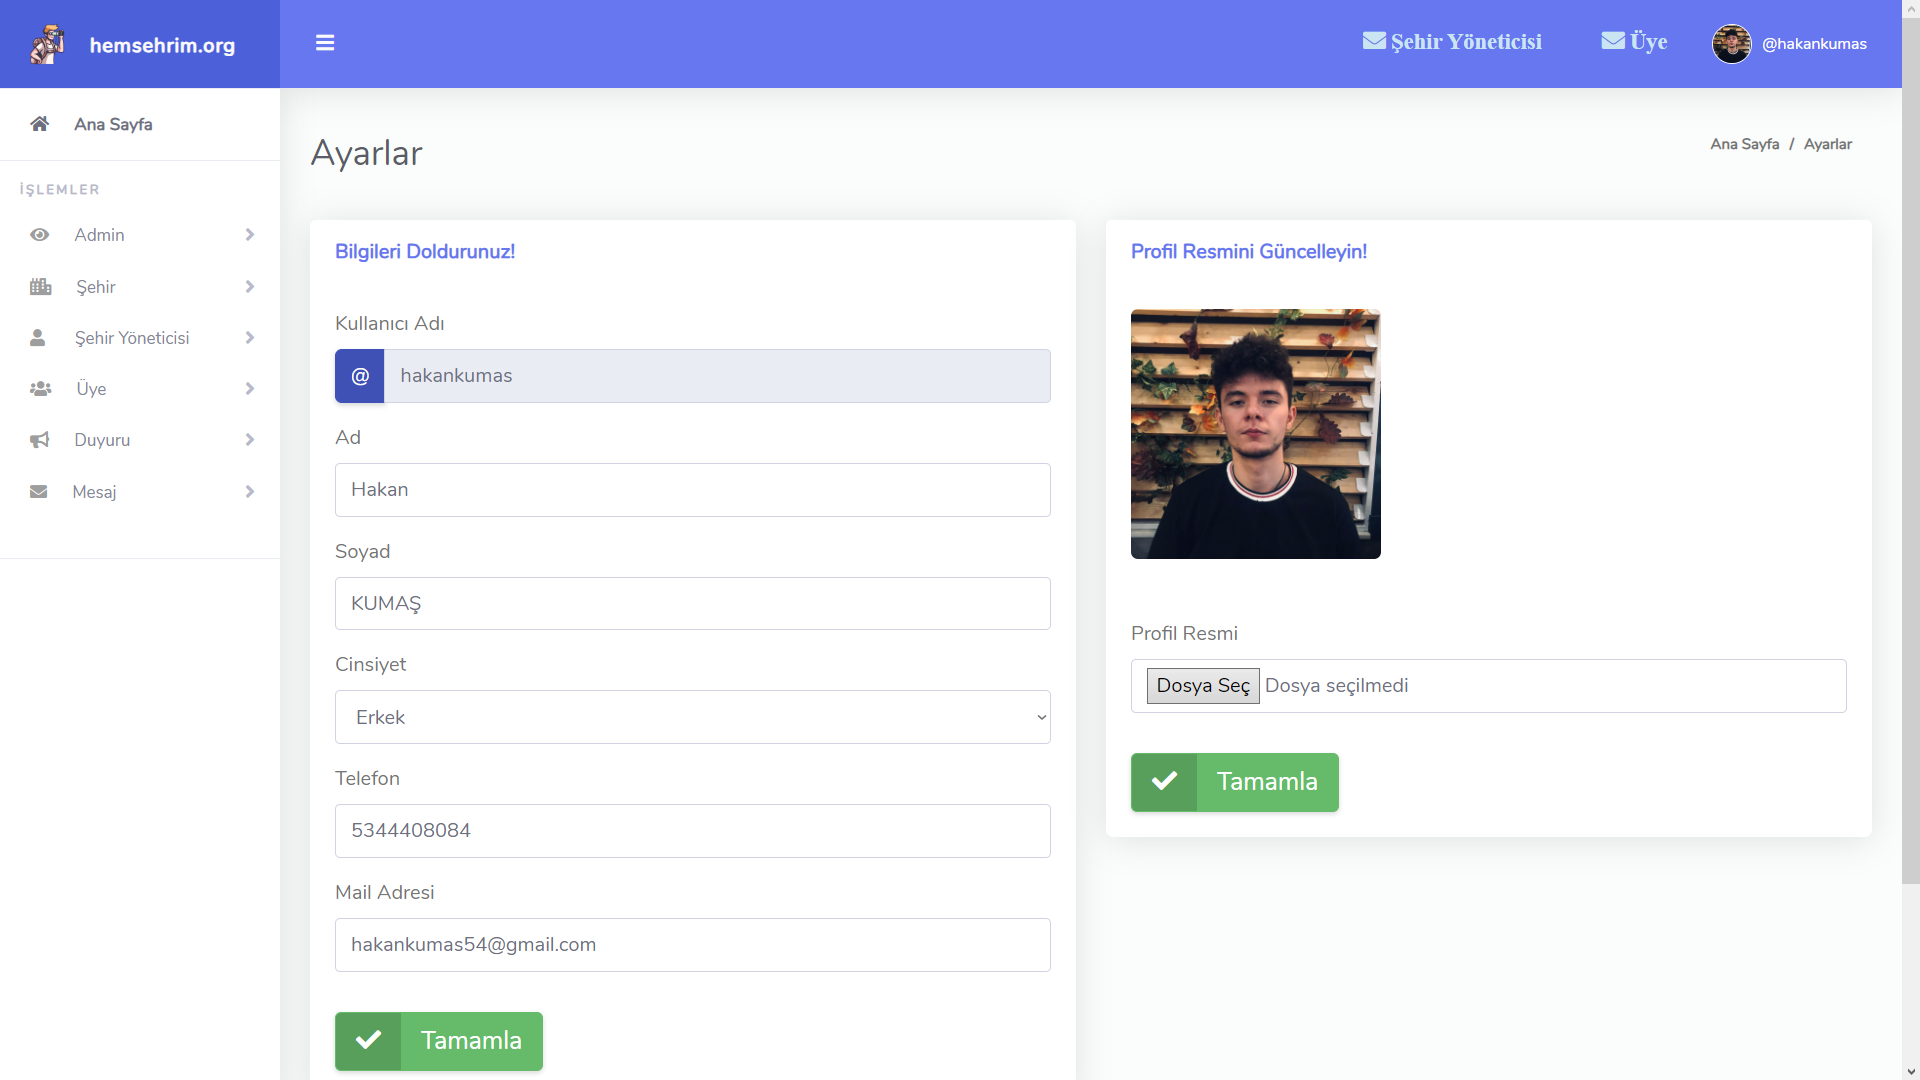 hemsehrim.org
Şehir Yöneticisi
Üye
@hakankumas
Ana Sayfa
İŞLEMLER
Admin
Şehir
Şehir Yöneticisi
Üye
Duyuru
Mesaj
Ayarlar
Ana Sayfa / Ayarlar
Bilgileri Doldurunuz!
Kullanıcı Adı
@ hakankumas
Ad
Hakan
Soyad
KUMAŞ
Cinsiyet
Erkek
Telefon
5344408084
Mail Adresi
hakankumas54@gmail.com
Tamamla
Profil Resmini Güncelleyin!
Profil Resmi
Dosya Seç Dosya seçilmedi
Tamamla